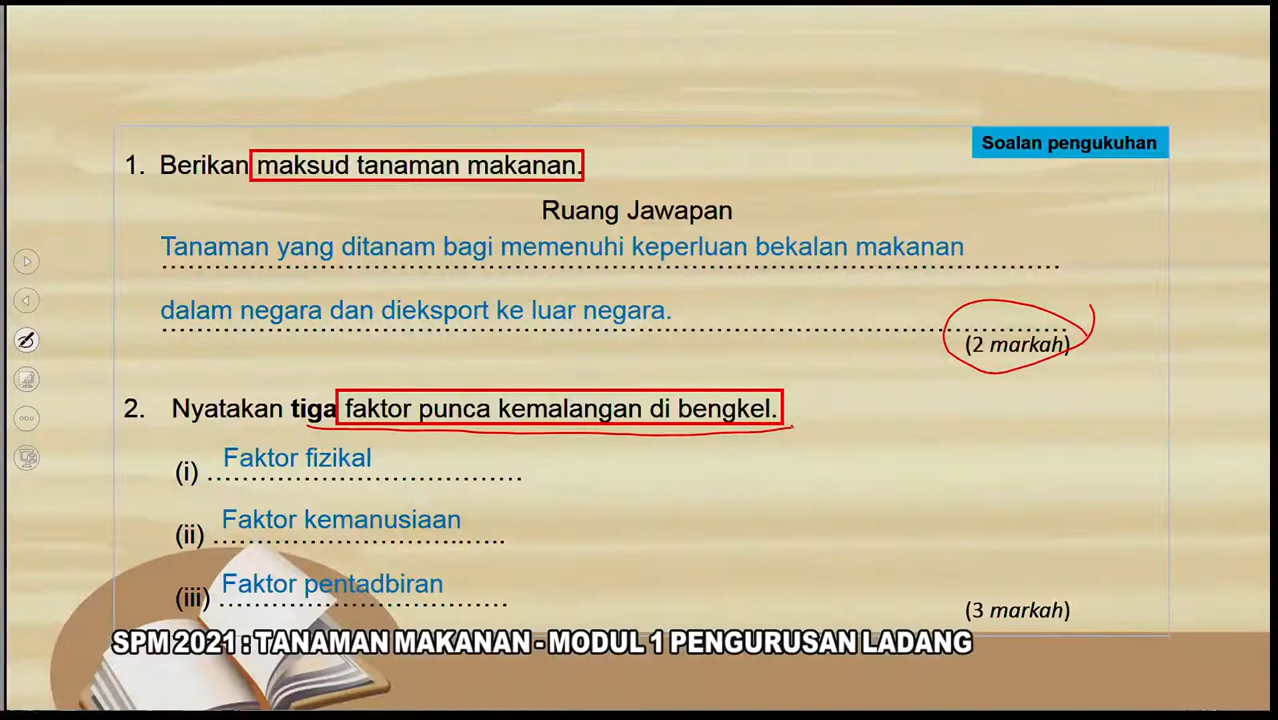 Soalan pengukuhan
1. Berikan maksud tanaman makanan.
Ruang Jawapan
Tanaman yang ditanam bagi memenuhi keperluan bekalan makanan
dalam negara dan dieksport ke luar negara.
(2 markah)
2. Nyatakan tiga faktor punca kemalangan di bengkel.
(i) Faktor fizikal
(ii) Faktor kemanusiaan
(iii) Faktor pentadbiran
(3 markah)
SPM 2021 : TANAMAN MAKANAN - MODUL 1 PENGURUSAN LADANG